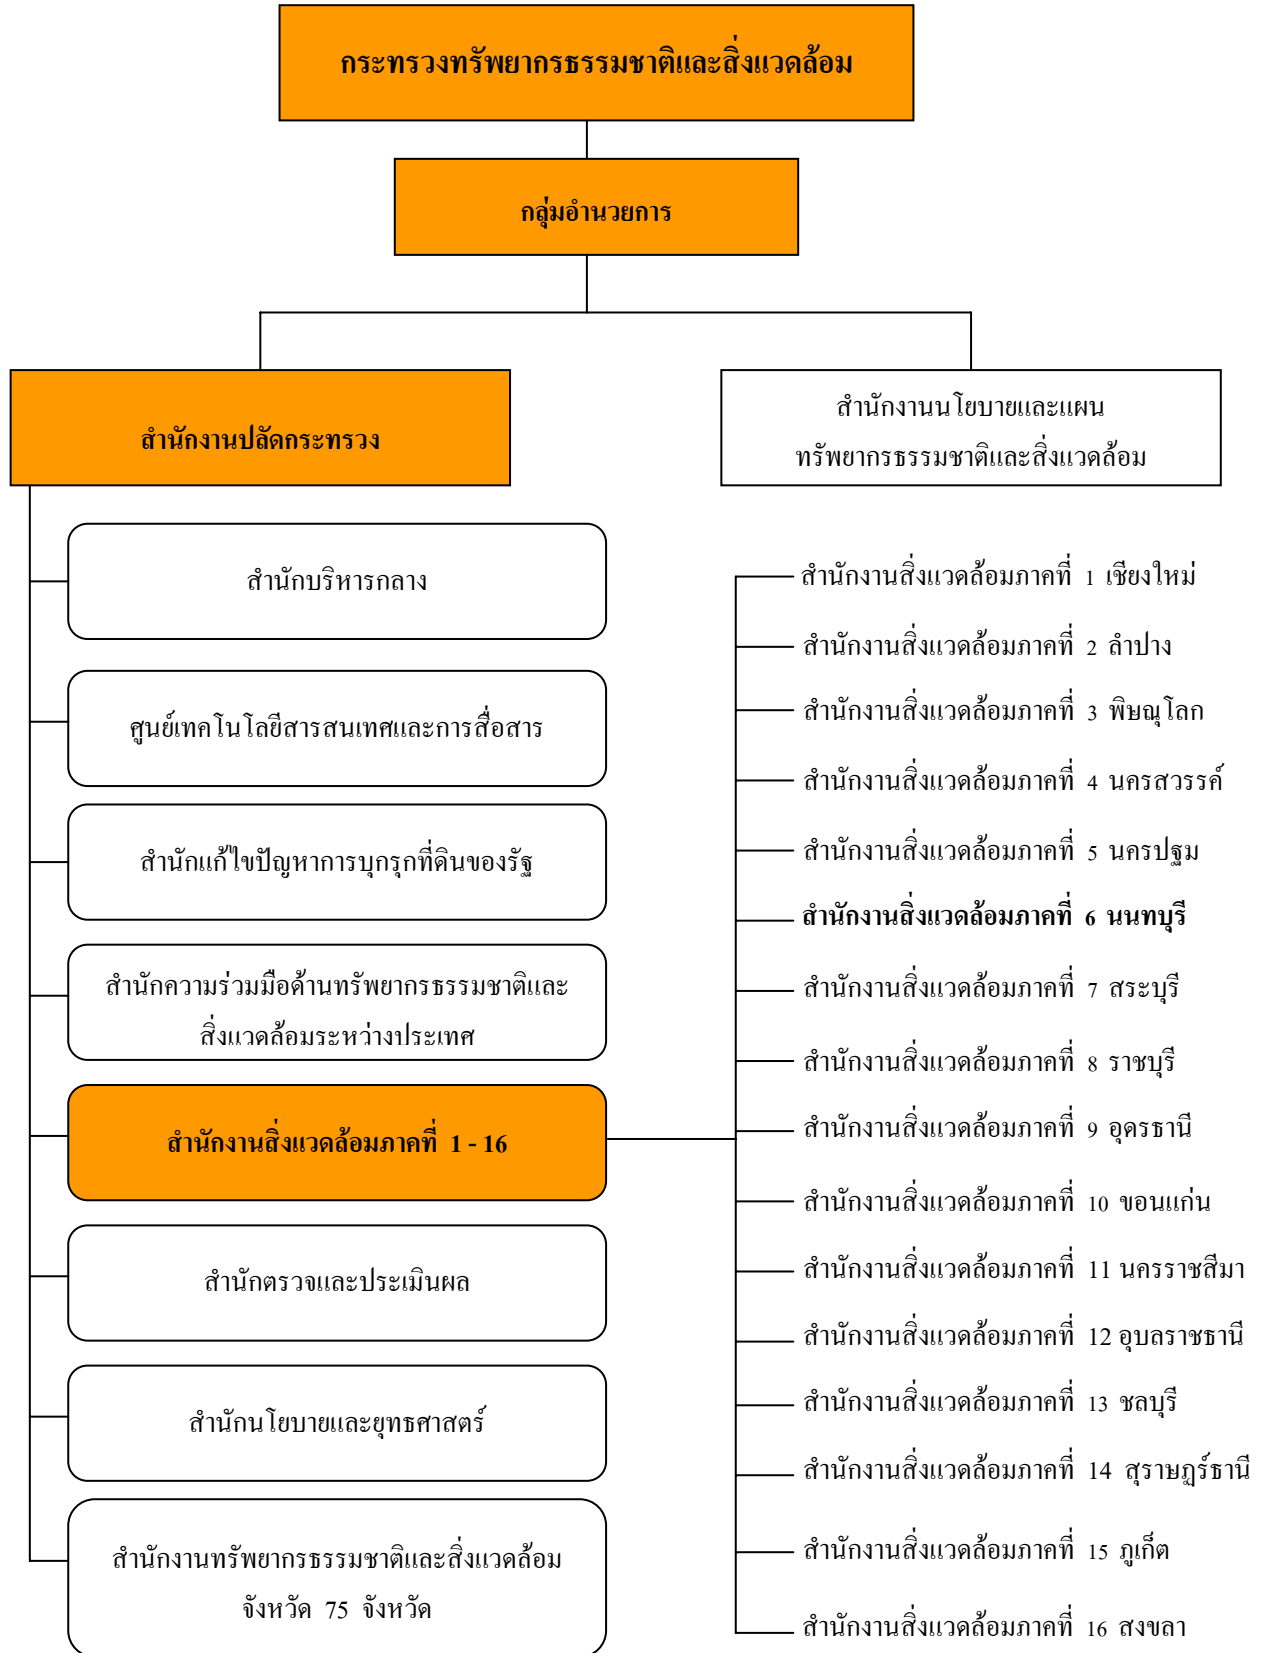 กระทรวงทรัพยากรธรรมชาติและสิ่งแวดล้อม
กลุ่มอำนวยการ
สำนักงานปลัดกระทรวง
สำนักงานนโยบายและแผน
ทรัพยากรธรรมชาติและสิ่งแวดล้อม
สำนักบริหารกลาง
ศูนย์เทคโนโลยีสารสนเทศและการสื่อสาร
สำนักแก้ไขปัญหาการบุกรุกที่ดินของรัฐ
สำนักความร่วมมือด้านทรัพยากรธรรมชาติและ
สิ่งแวดล้อมระหว่างประเทศ
สำนักงานสิ่งแวดล้อมภาคที่ 1 - 16
สำนักตรวจและประเมินผล
สำนักนโยบายและยุทธศาสตร์
สำนักงานทรัพยากรธรรมชาติและสิ่งแวดล้อม
จังหวัด 75 จังหวัด
สำนักงานสิ่งแวดล้อมภาคที่ 1 เชียงใหม่
สำนักงานสิ่งแวดล้อมภาคที่ 2 ลำปาง
สำนักงานสิ่งแวดล้อมภาคที่ 3 พิษณุโลก
สำนักงานสิ่งแวดล้อมภาคที่ 4 นครสวรรค์
สำนักงานสิ่งแวดล้อมภาคที่ 5 นครปฐม
สำนักงานสิ่งแวดล้อมภาคที่ 6 นนทบุรี
สำนักงานสิ่งแวดล้อมภาคที่ 7 สระบุรี
สำนักงานสิ่งแวดล้อมภาคที่ 8 ราชบุรี
สำนักงานสิ่งแวดล้อมภาคที่ 9 อุดรธานี
สำนักงานสิ่งแวดล้อมภาคที่ 10 ขอนแก่น
สำนักงานสิ่งแวดล้อมภาคที่ 11 นครราชสีมา
สำนักงานสิ่งแวดล้อมภาคที่ 12 อุบลราชธานี
สำนักงานสิ่งแวดล้อมภาคที่ 13 ชลบุรี
สำนักงานสิ่งแวดล้อมภาคที่ 14 สุราษฎร์ธานี
สำนักงานสิ่งแวดล้อมภาคที่ 15 ภูเก็ต
สำนักงานสิ่งแวดล้อมภาคที่ 16 สงขลา